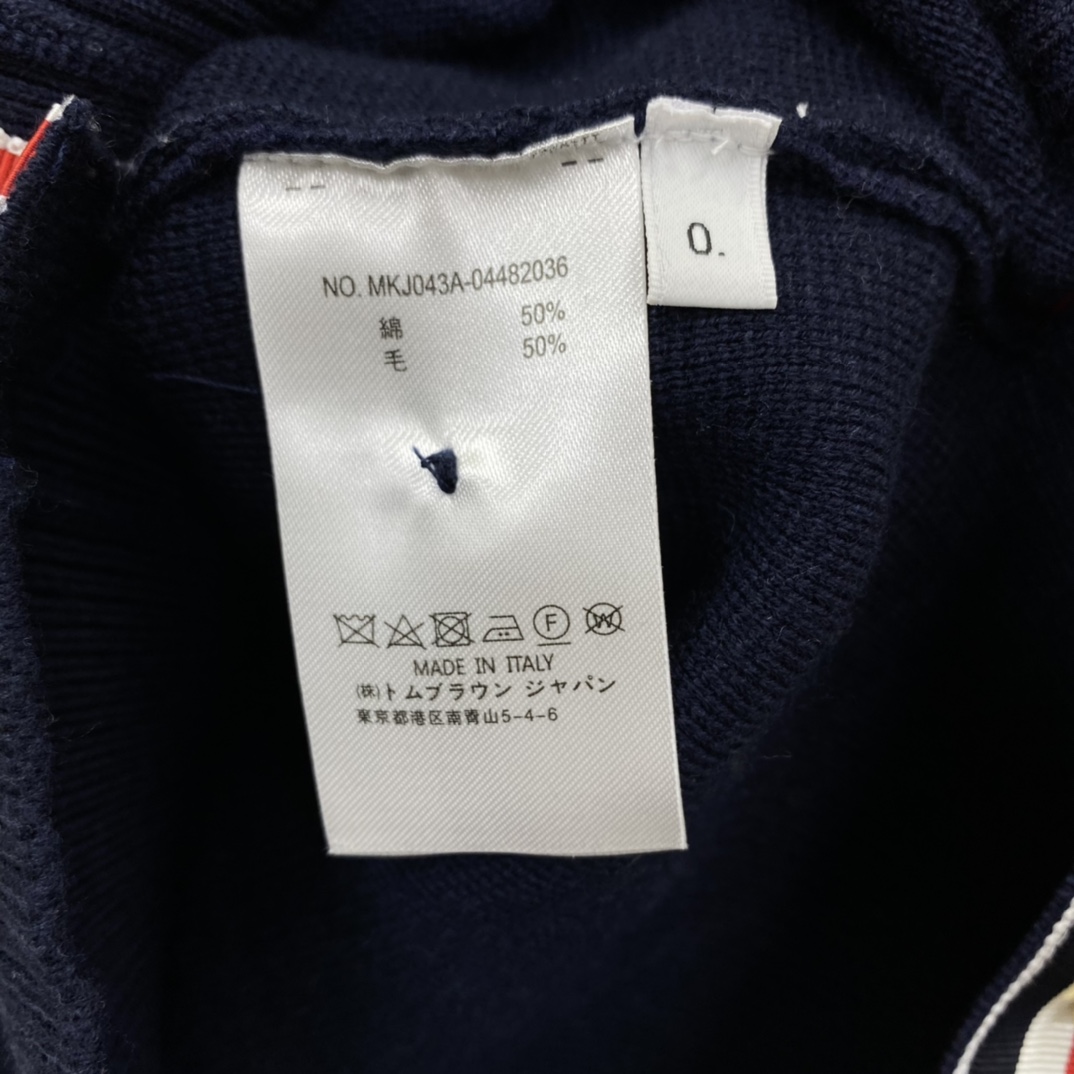 NO. MKJ043A-04482036
綿 50%
毛 50%
0.
F
W
MADE IN ITALY
㈱トムブラウン ジャパン
東京都港区南青山5-4-6